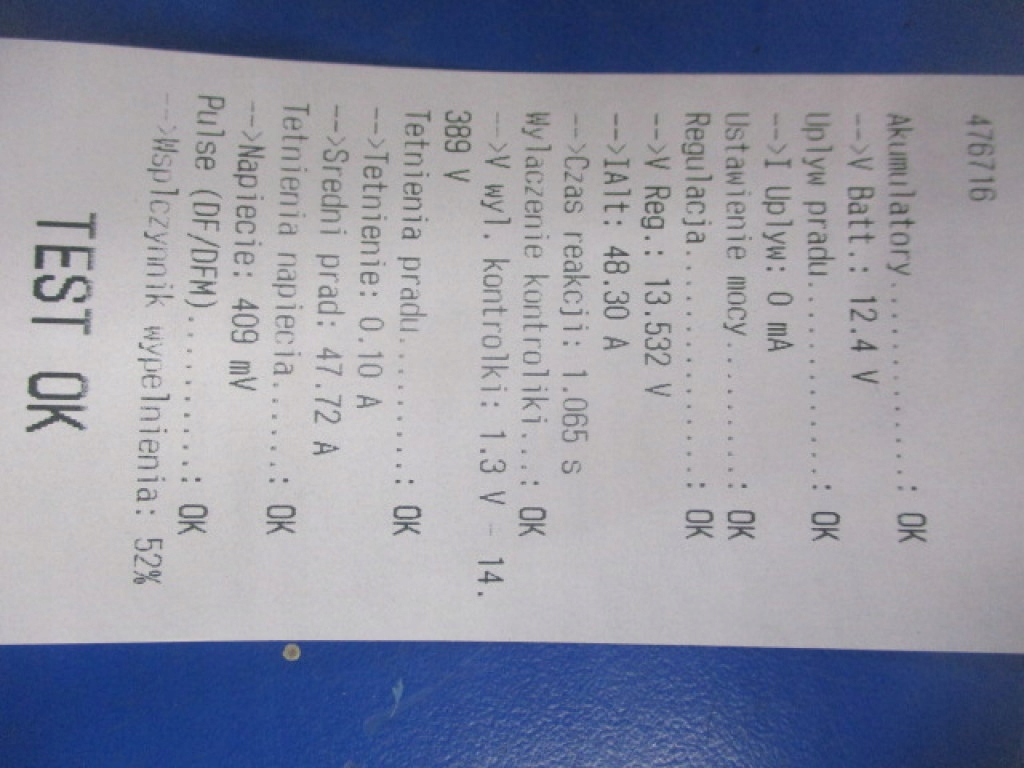 476716
Akumulatory............: OK
-->V Batt.: 12.4 V
Uplyw pradu............: OK
-->I Uplyw: 0 mA
Ustawienie mocy........: OK
Regulacja..............: OK
-->V Reg.: 13.532 V
-->IAlt: 48.30 A
-->Czas reakcji: 1.065 s
Wylaczenie kontroliki...: OK
-->V wyl. kontrolki: 1.3 V - 14.
389 V
Tetnienia pradu.........: OK
-->Tetnienie: 0.10 A
-->Sredni prad: 47.72 A
Tetnienia napiecia......: OK
-->Napiecie: 409 mV
Pulse (DF/DFM)..........: OK
-->Wsplczynnik wypelnienia: 52%
TEST OK